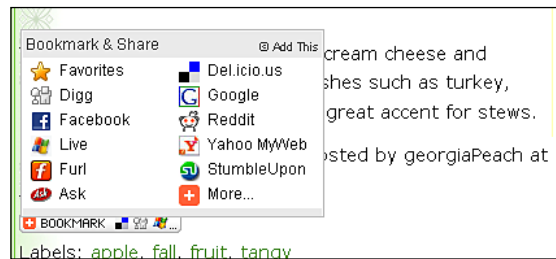 Bookmark & Share
Add This
Favorites
Del.icio.us
Digg
Google
Facebook
Reddit
Live
Yahoo MyWeb
Furl
StumbleUpon
Ask
More...
cream cheese and
shes such as turkey,
great accent for stews.
osted by georgiaPeach at
BOOKMARK
Labels: apple, fall, fruit, tangy